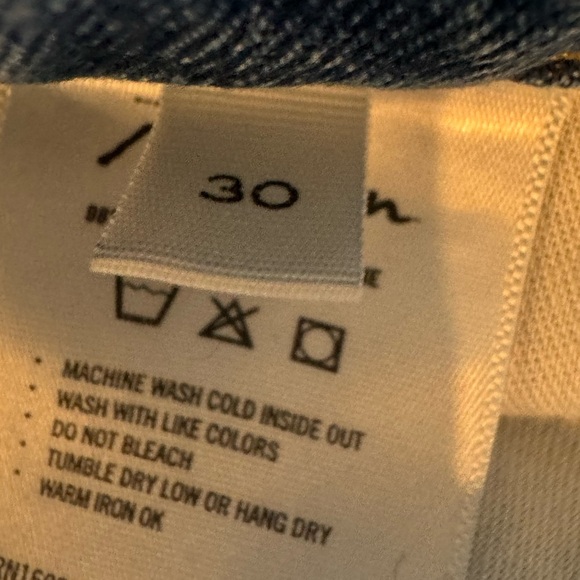 30
MACHINE WASH COLD INSIDE OUT
WASH WITH LIKE COLORS
DO NOT BLEACH
TUMBLE DRY LOW OR HANG DRY
WARM IRON OK